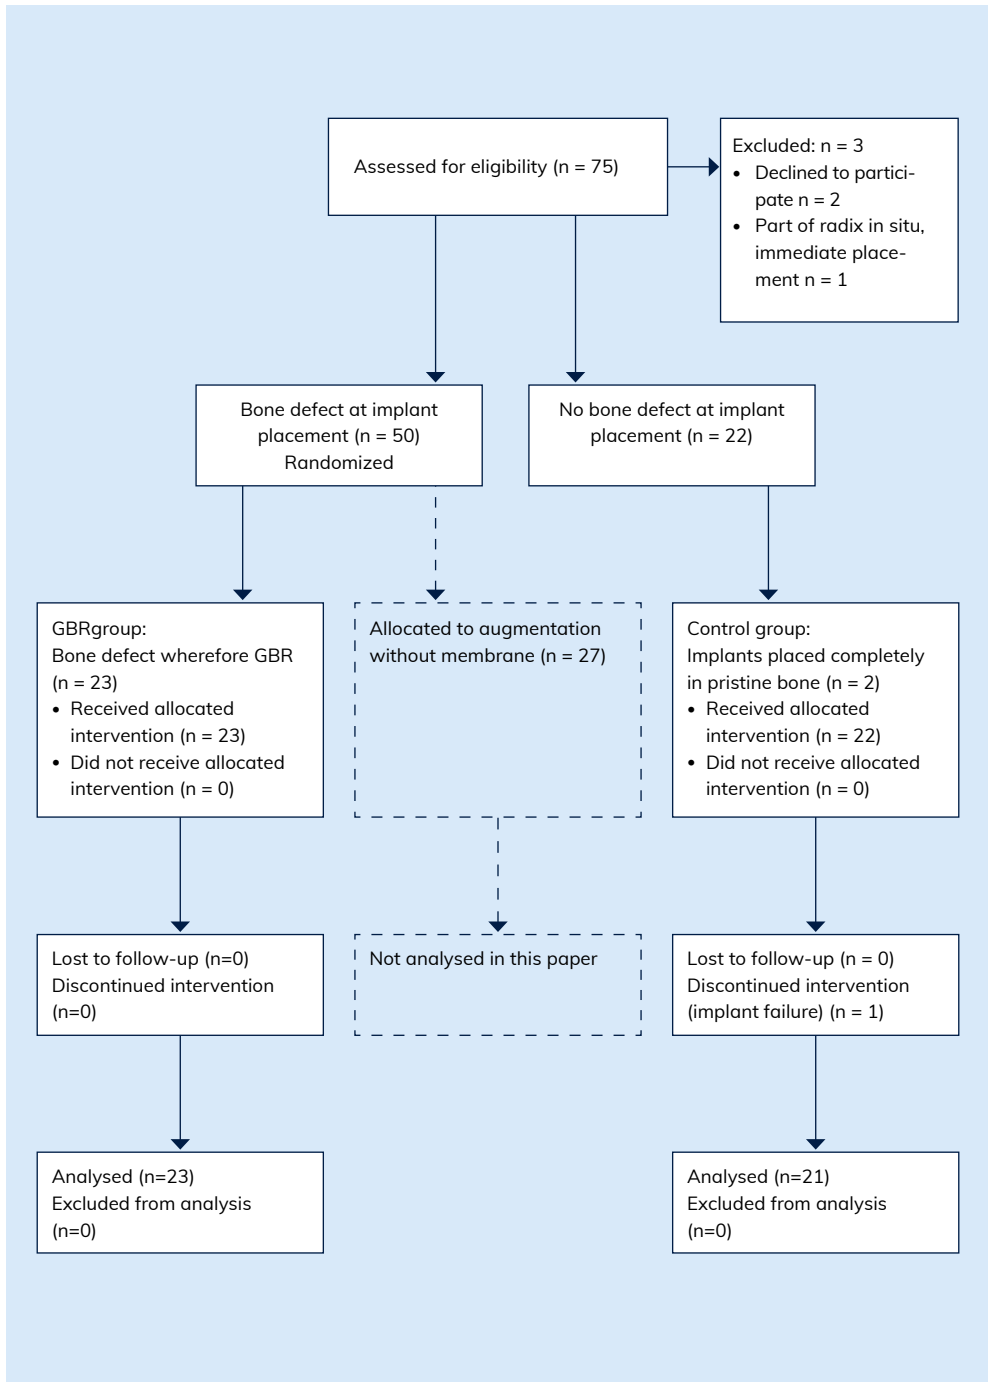 Assessed for eligibility (n = 75)
Excluded: n = 3
• Declined to partici-
pate n = 2
• Part of radix in situ,
immediate place-
ment n = 1
Bone defect at implant
placement (n = 50)
Randomized
No bone defect at implant
placement (n = 22)
GBRgroup:
Bone defect wherefore GBR
(n = 23)
• Received allocated
intervention (n = 23)
• Did not receive allocated
intervention (n = 0)
Allocated to augmentation
without membrane (n = 27)
Control group:
Implants placed completely
in pristine bone (n = 2)
• Received allocated
intervention (n = 22)
• Did not receive allocated
intervention (n = 0)
Lost to follow-up (n=0)
Discontinued intervention
(n=0)
Not analysed in this paper
Lost to follow-up (n = 0)
Discontinued intervention
(implant failure) (n = 1)
Analysed (n=23)
Excluded from analysis
(n=0)
Analysed (n=21)
Excluded from analysis
(n=0)